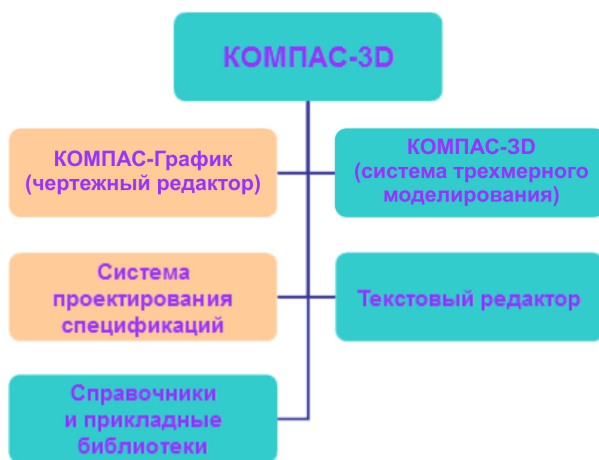 КОМПАС-3D
КОМПАС-График
(чертежный редактор)
КОМПАС-3D
(система трехмерного
моделирования)
Система
проектирования
спецификаций
Текстовый редактор
Справочники
и прикладные
библиотеки